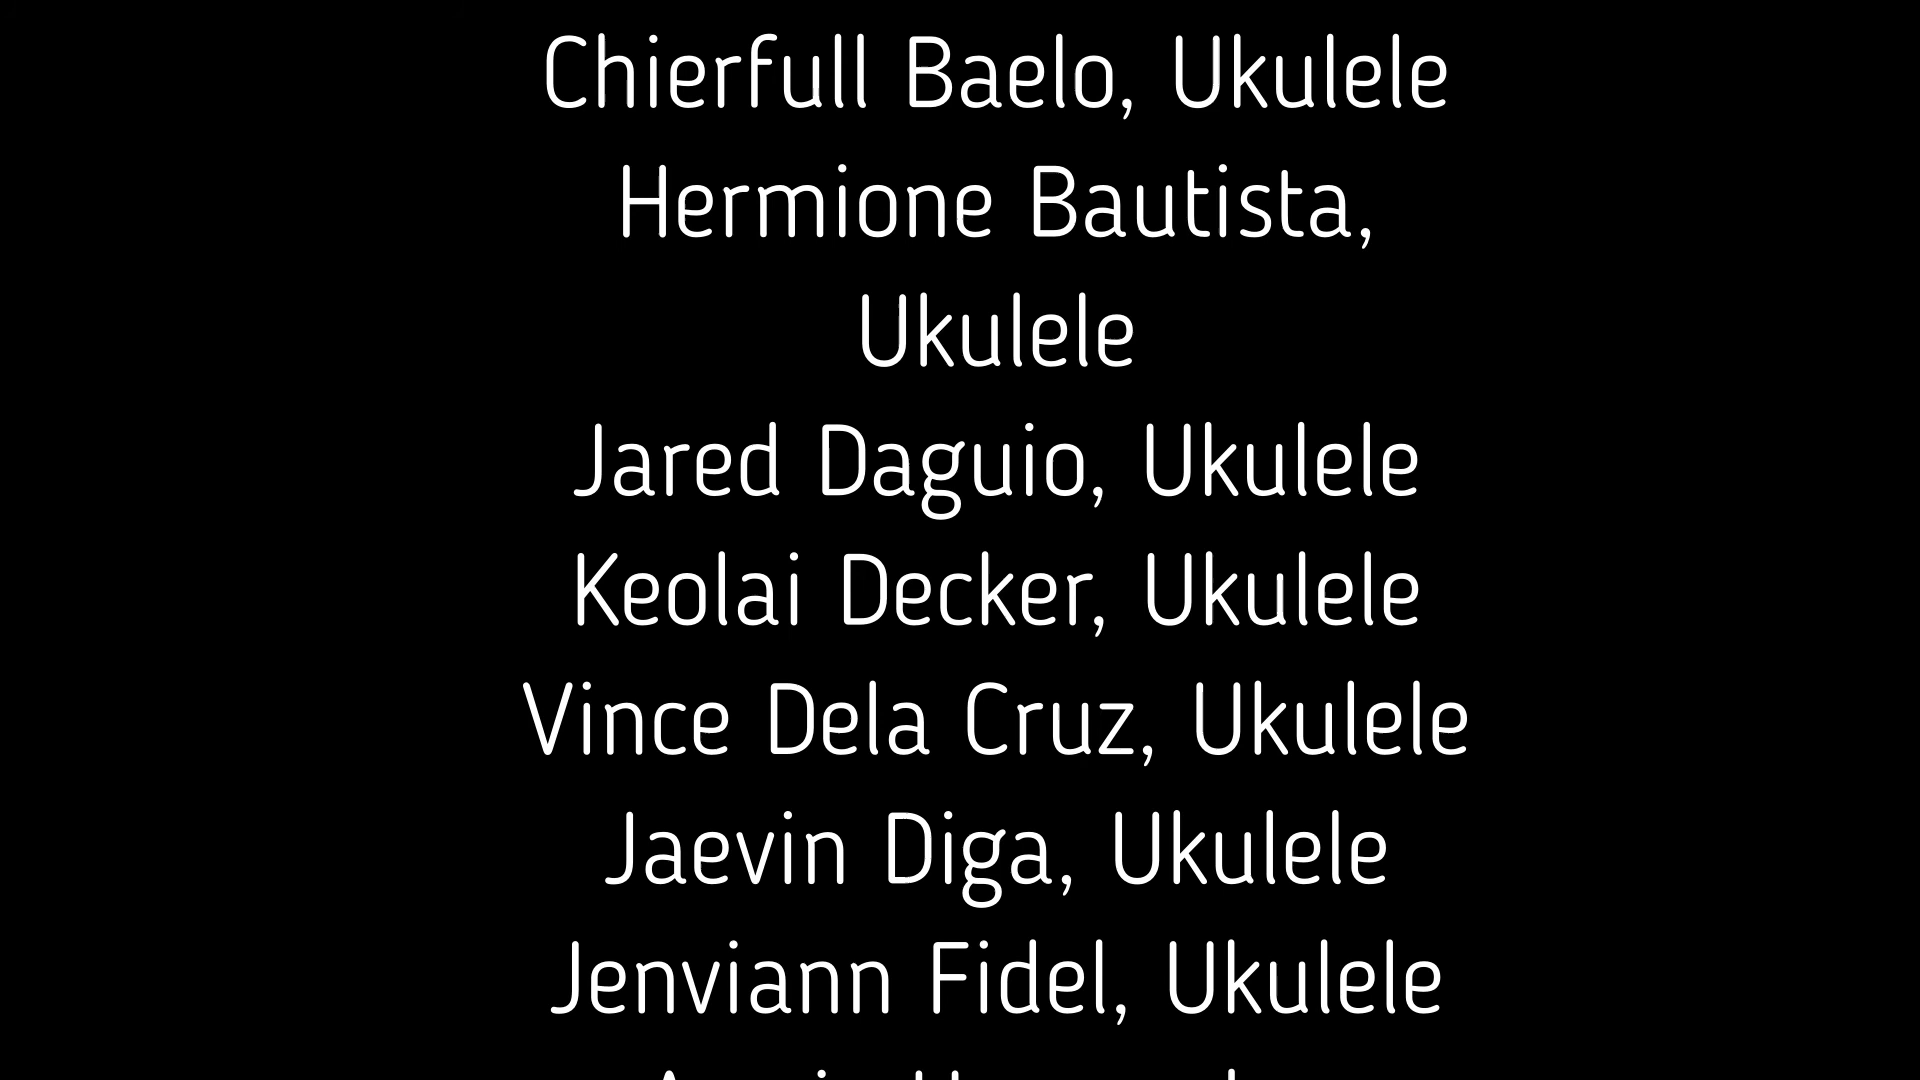 Chierfull Baelo, Ukulele
Hermione Bautista,
Ukulele
Jared Daguio, Ukulele
Keolai Decker, Ukulele
Vince Dela Cruz, Ukulele
Jaevin Diga, Ukulele
Jenviann Fidel, Ukulele